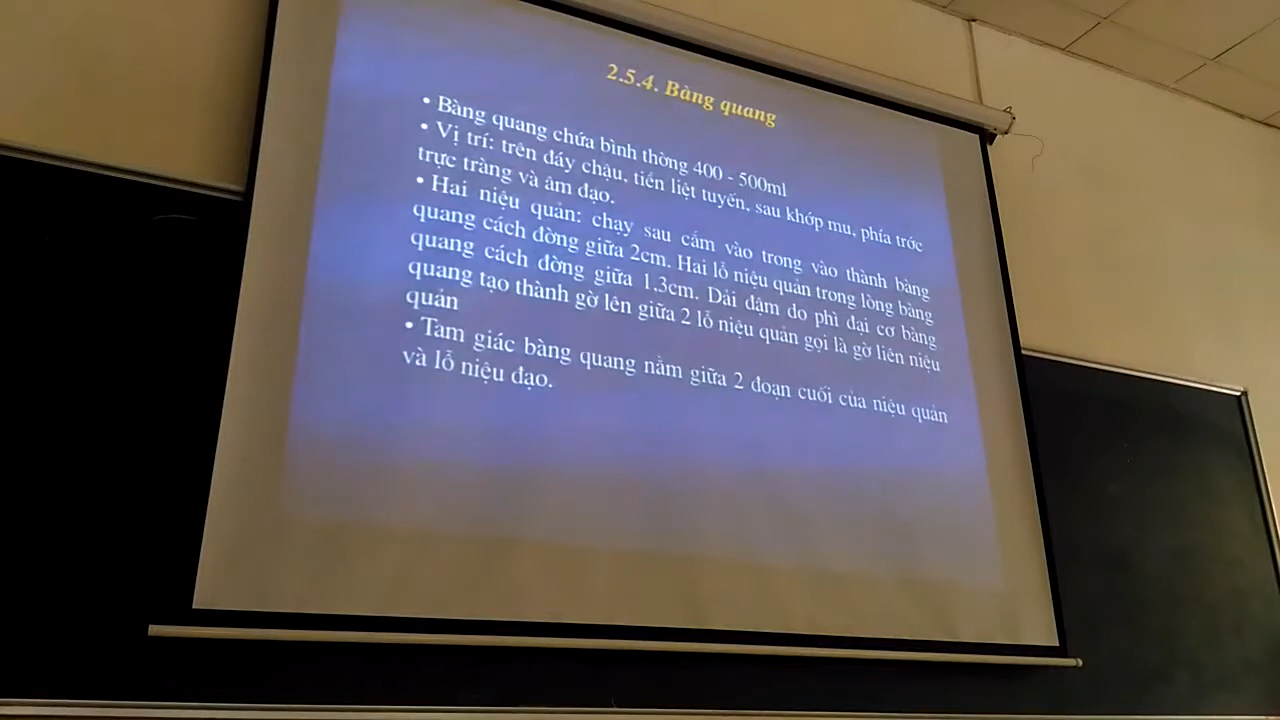 2.5.4. Bàng quang
• Bàng quang chứa bình thờng 400 - 500ml
• Vị trí: trên đáy chậu, tiền liệt tuyến, sau khớp mu, phía trớc
trực tràng và âm đạo.
• Hai niệu quản: chạy sau cắm vào trong vào thành bàng
quang cách đờng giữa 2cm. Hai lỗ niệu quản trong lòng bàng
quang cách đờng giữa 1,3cm. Dải đậm do phì đại cơ bàng
quang tạo thành gờ lên giữa 2 lỗ niệu quản gọi là gờ liên niệu
quản
• Tam giác bàng quang nằm giữa 2 đoạn cuối của niệu quản
và lỗ niệu đạo.